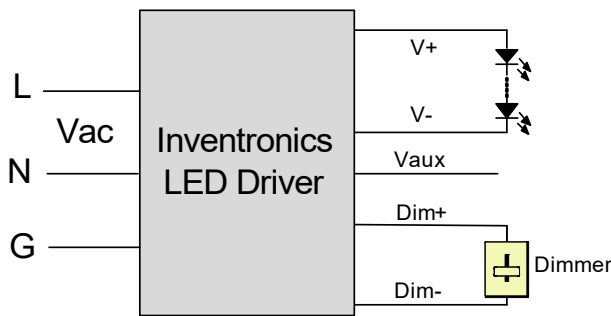 L
Vac
N
G
Inventronics
LED Driver
V+
V-
Vaux
Dim+
Dim-
Dimmer